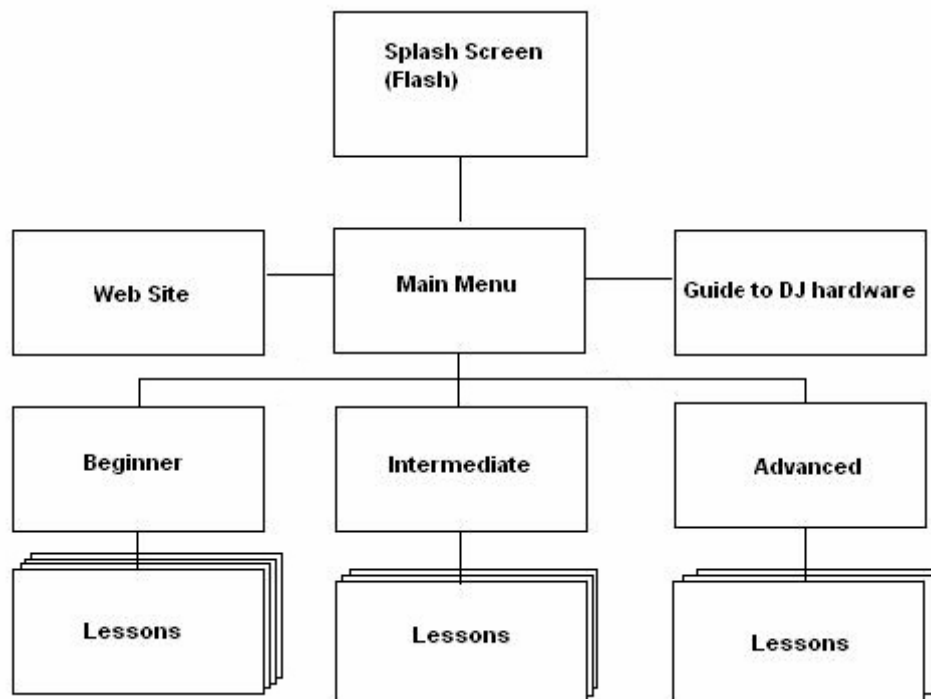 Splash Screen
(Flash)
Web Site
Main Menu
Guide to DJ hardware
Beginner
Intermediate
Advanced
Lessons
Lessons
Lessons